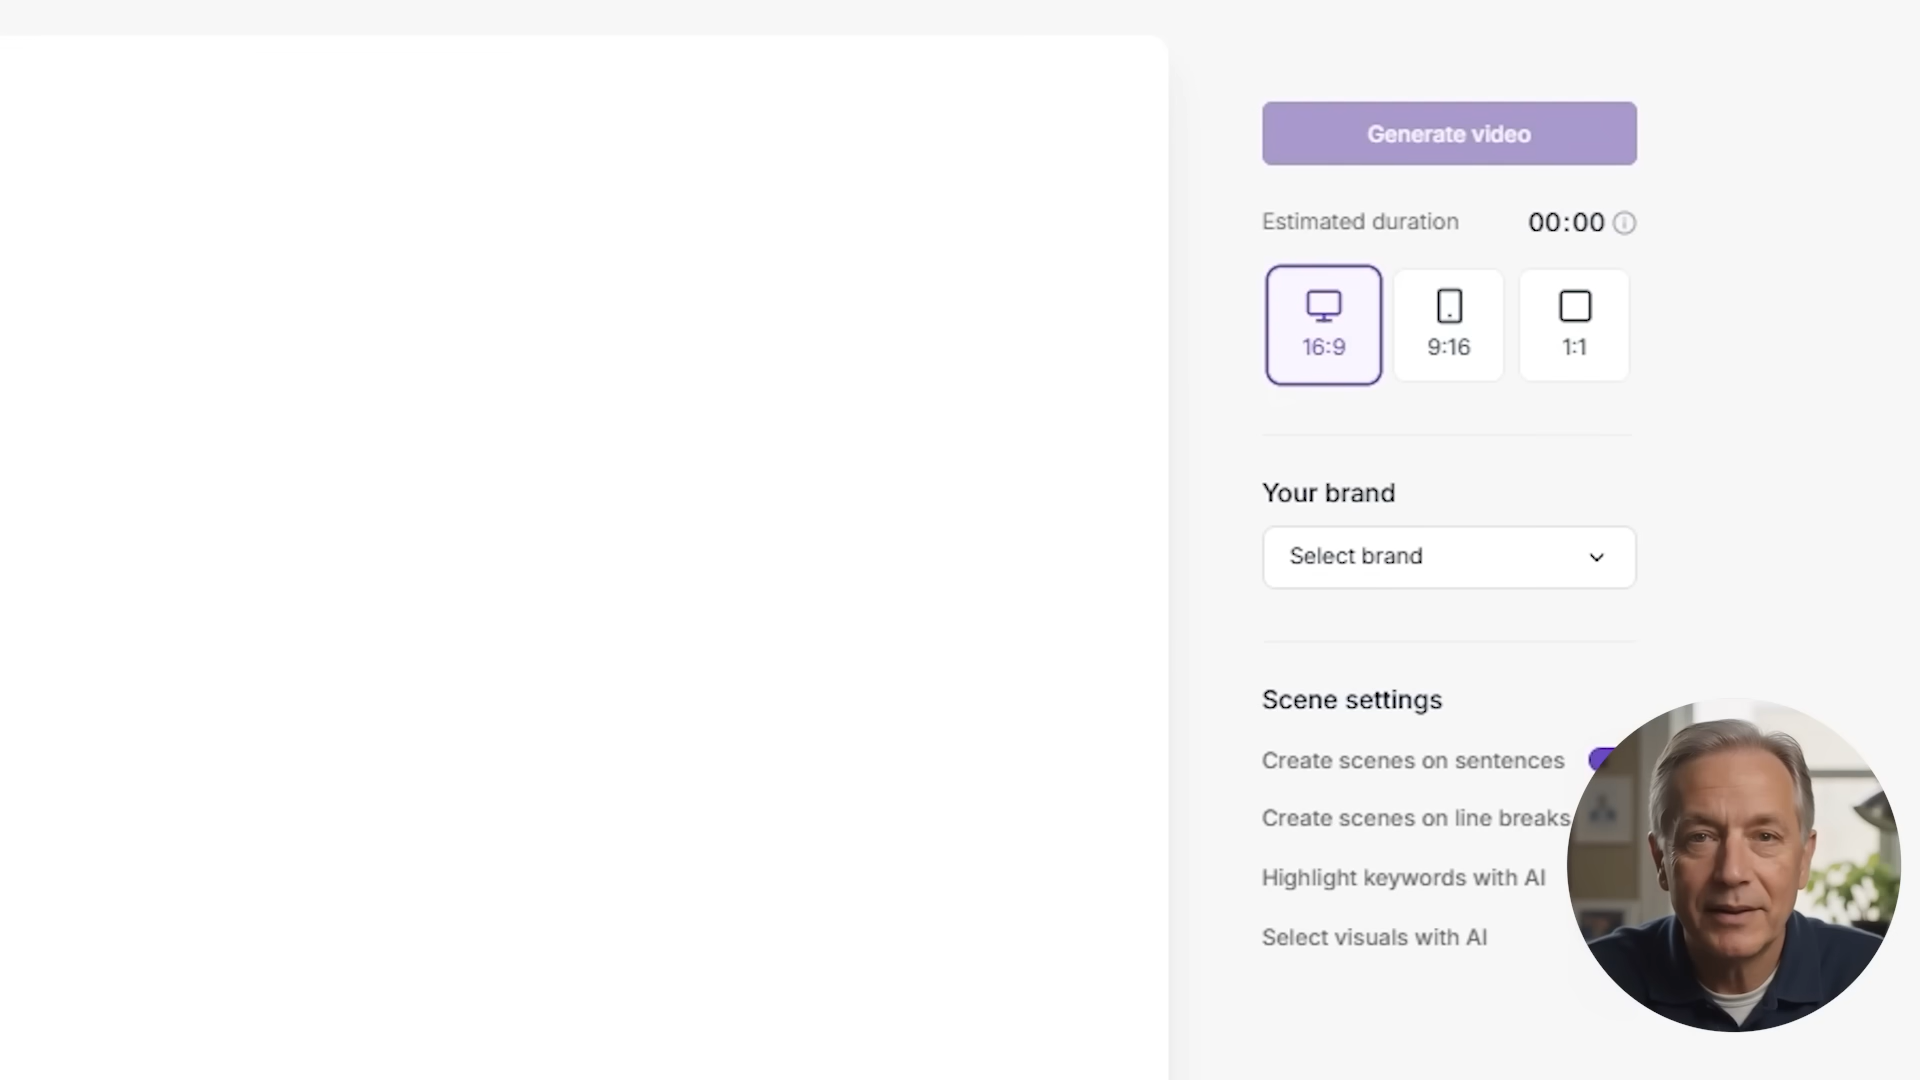 Generate video
Estimated duration 00:00
16:9 9:16 1:1
Your brand
Select brand
Scene settings
Create scenes on sentences
Create scenes on line breaks
Highlight keywords with AI
Select visuals with AI